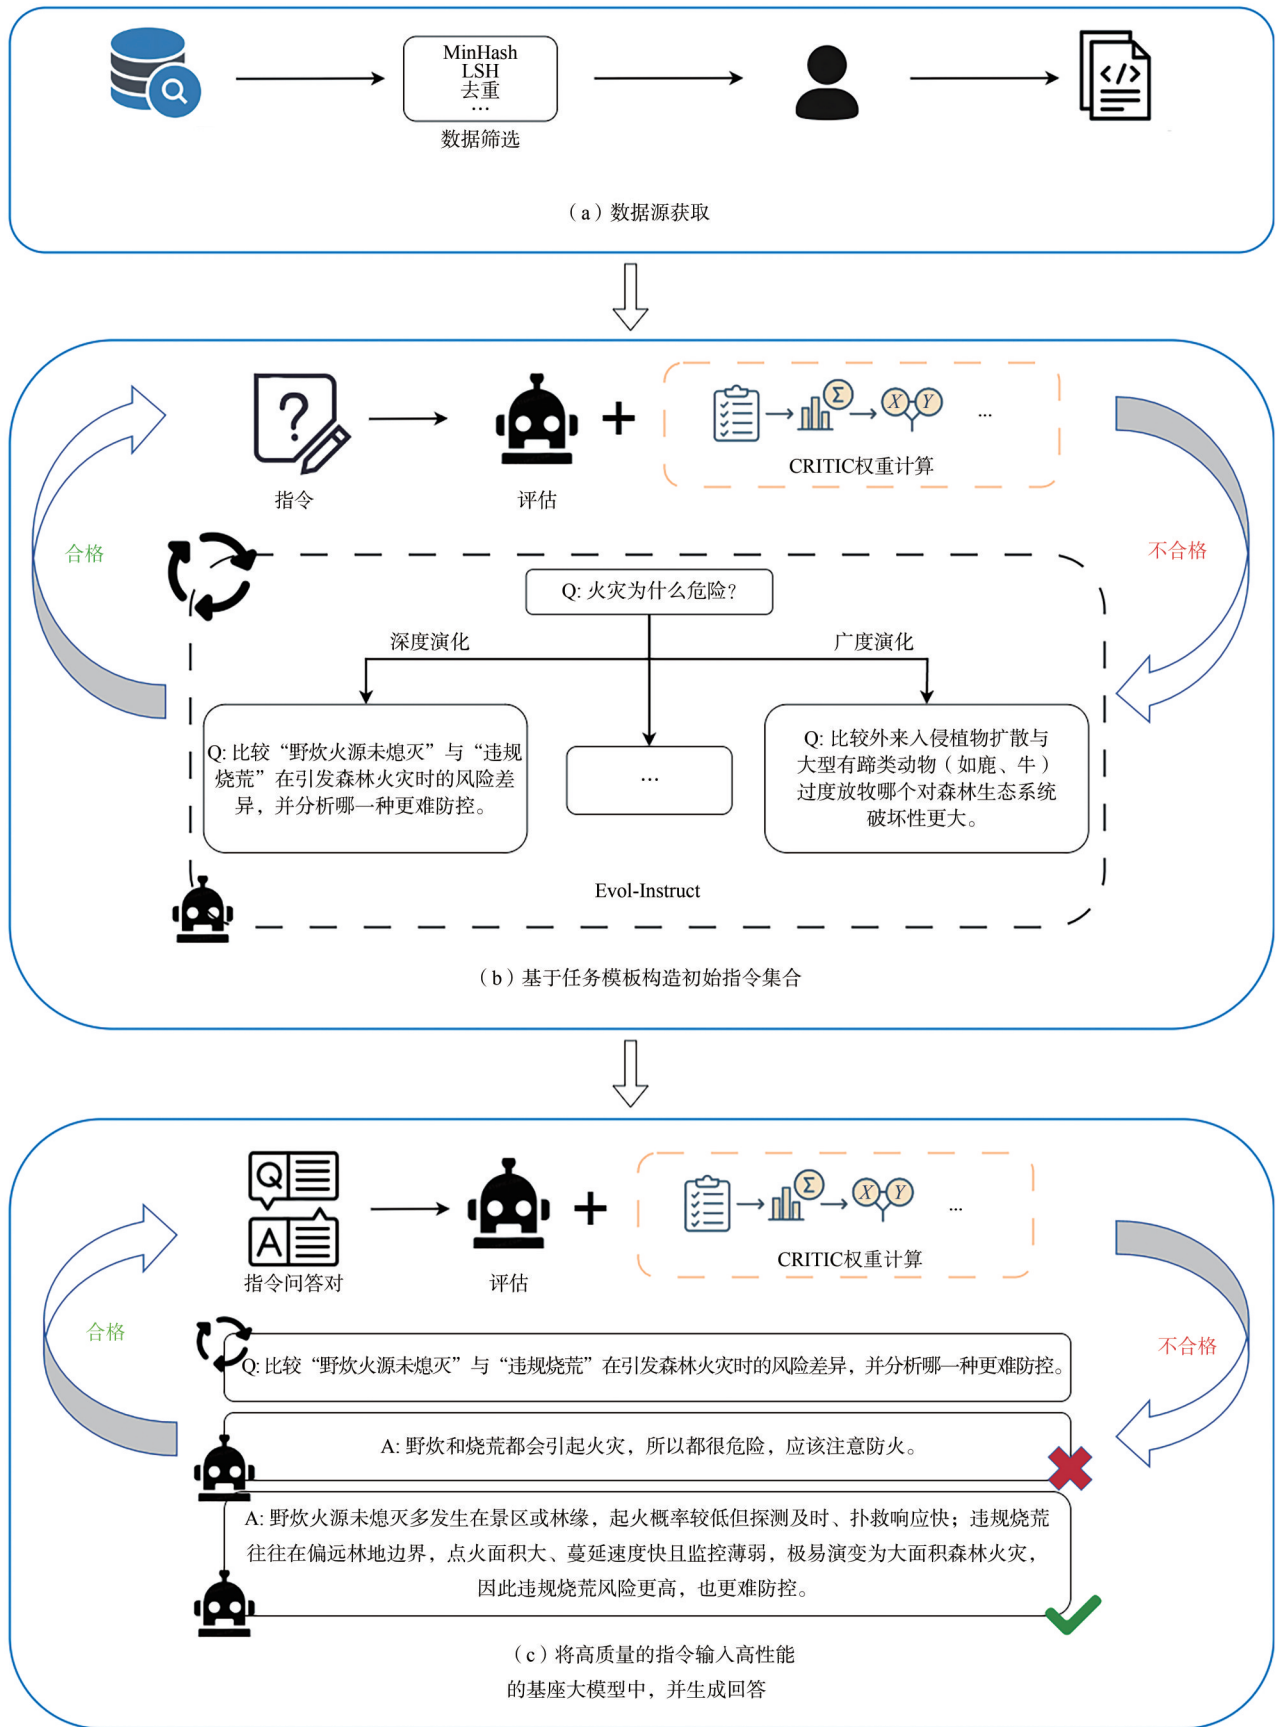 MinHash
LSH
去重
…
数据筛选
（a）数据源获取
?
Σ
X
Y
…
CRITIC权重计算
指令
评估
合格
不合格
Q: 火灾为什么危险？
深度演化
广度演化
Q: 比较“野炊火源未熄灭”与“违规
烧荒”在引发森林火灾时的风险差
异，并分析哪一种更难防控。
…
Q: 比较外来入侵植物扩散与
大型有蹄类动物（如鹿、牛）
过度放牧哪个对森林生态系统
破坏性更大。
Evol-Instruct
（b）基于任务模板构造初始指令集合
Q
A
Σ
X
Y
…
CRITIC权重计算
指令问答对
评估
合格
不合格
Q: 比较“野炊火源未熄灭”与“违规烧荒”在引发森林火灾时的风险差异，并分析哪一种更难防控。
A: 野炊和烧荒都会引起火灾，所以都很危险，应该注意防火。
A: 野炊火源未熄灭多发生在景区或林缘，起火概率较低但探测及时、扑救响应快；违规烧荒
往往在偏远林地边界，点火面积大、蔓延速度快且监控薄弱，极易演变为大面积森林火灾，
因此违规烧荒风险更高，也更难防控。
（c）将高质量的指令输入高性能
的基座大模型中，并生成回答